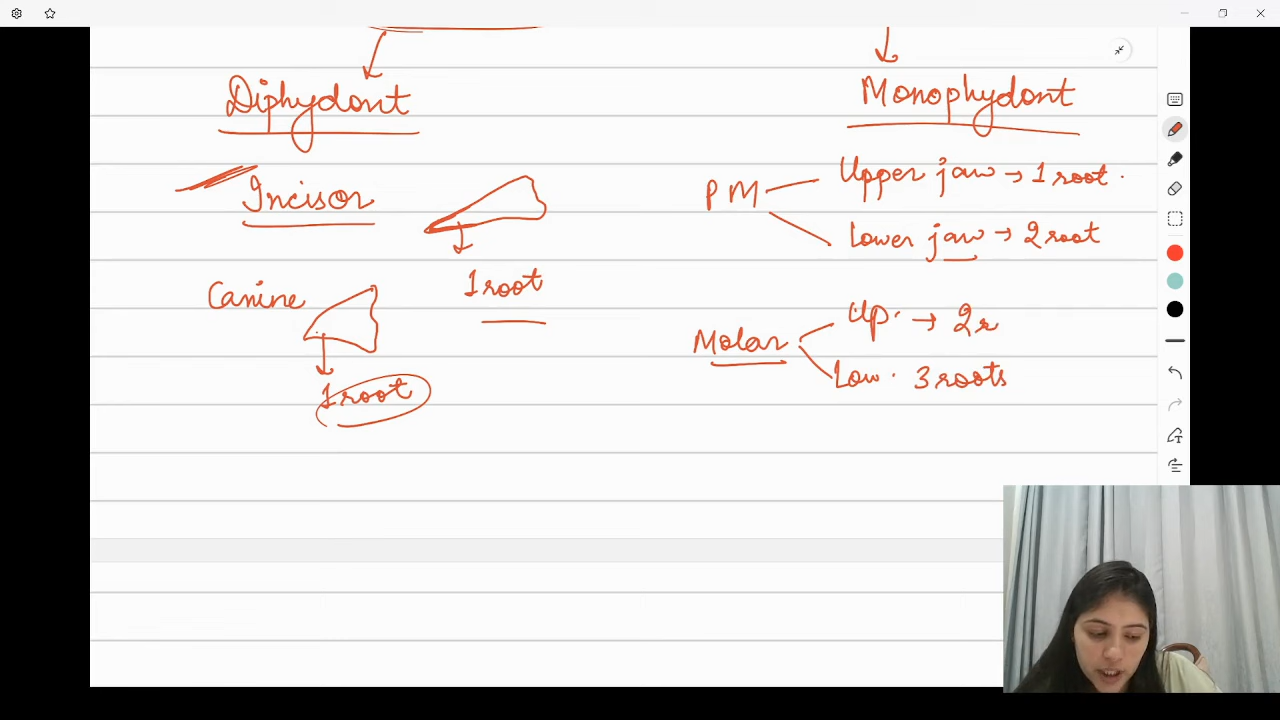 Diphydont
Monophydont
Incisor
1 root
Canine
1 root
PM
Upper jaw → 1 root.
Lower jaw → 2 root
Molar
Up. → 2r
Low. 3 roots